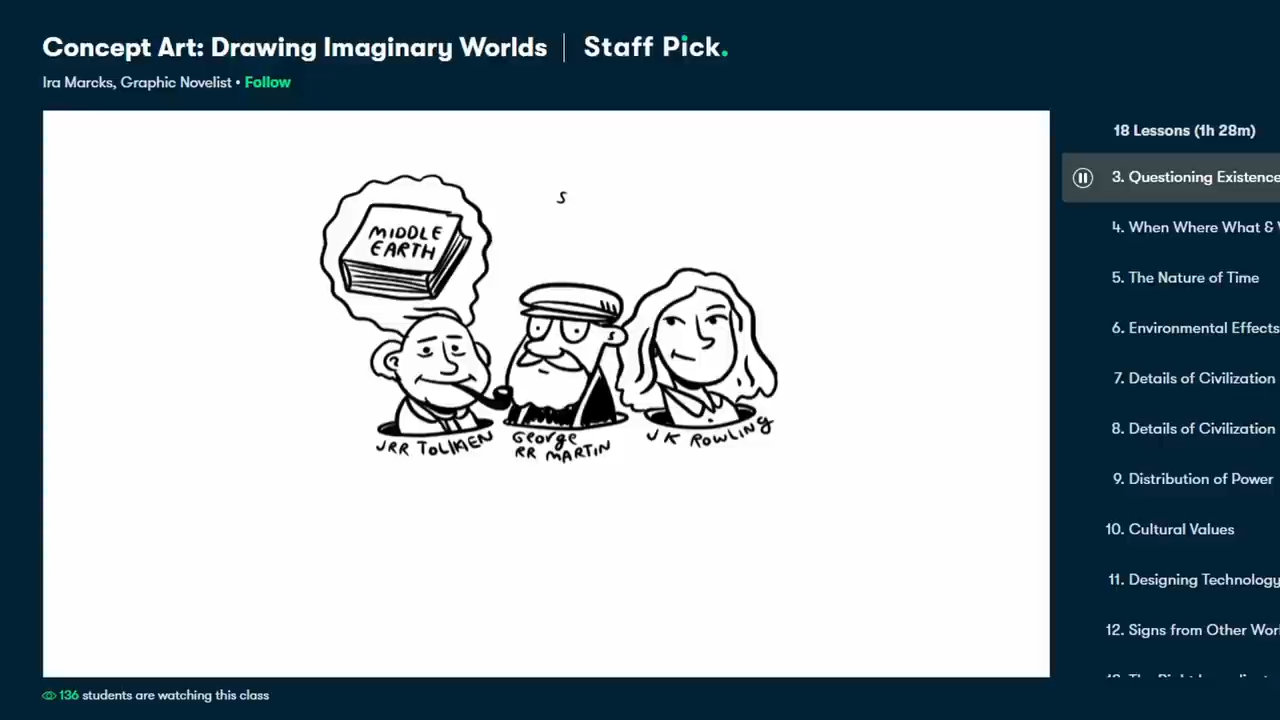 Concept Art: Drawing Imaginary Worlds | Staff Pick.
Ira Marcks, Graphic Novelist • Follow
18 Lessons (1h 28m)
3. Questioning Existence
4. When Where What &
5. The Nature of Time
6. Environmental Effects
7. Details of Civilization
8. Details of Civilization
9. Distribution of Power
10. Cultural Values
11. Designing Technology
12. Signs from Other Wor
S
MIDDLE
EARTH
JRR TOLKIEN
George
RR MARTIN
JK ROWLING
136 students are watching this class